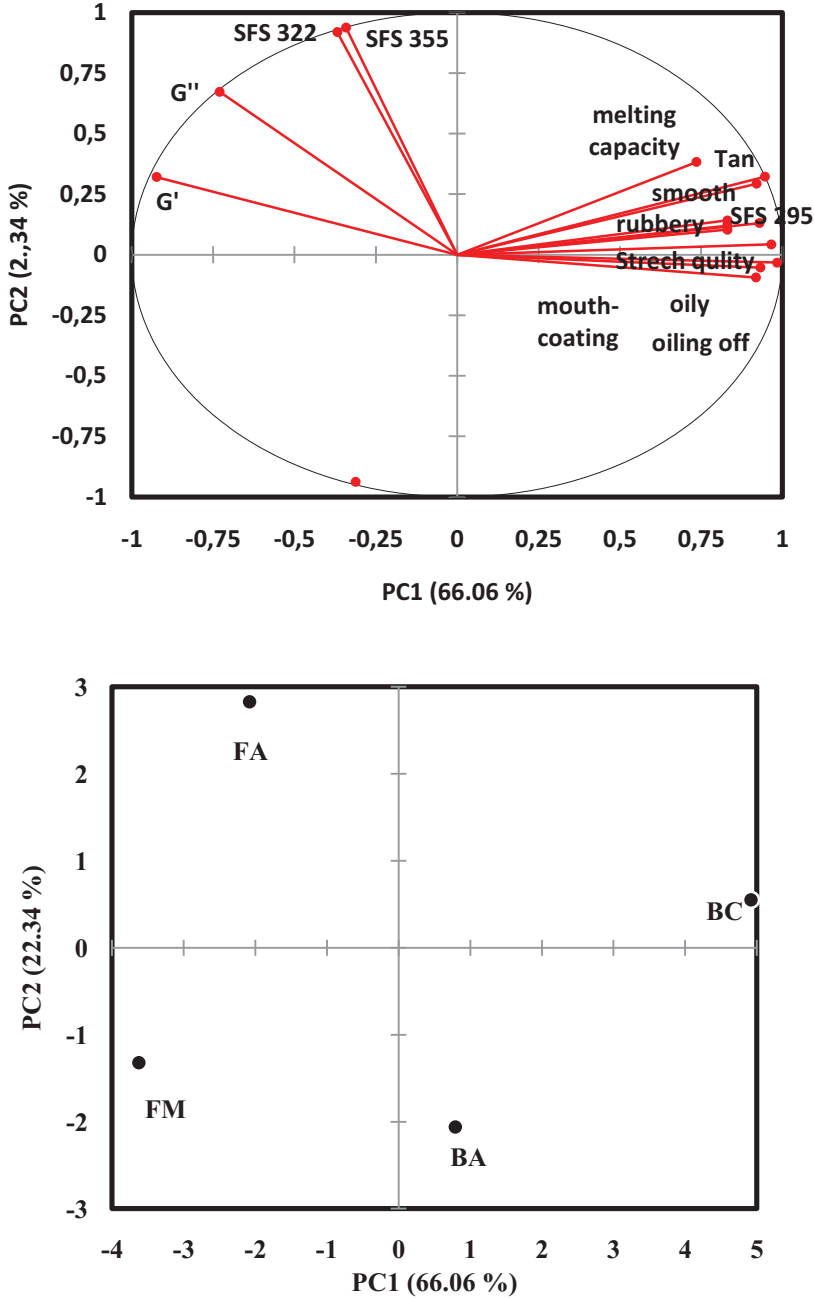 1
SFS 322
SFS 355
0,75
G''
melting
capacity
Tan
0,5
0,25
G'
smooth
rubbery
SFS 295
0
Strech qulity
-0,25
mouth-
coating
oily
oiling off
-0,5
-0,75
-1
PC2 (2.,34 %)
-1 -0,75 -0,5 -0,25 0 0,25 0,5 0,75 1
PC1 (66.06 %)
3
FA
2
1
BC
0
-1
FM
-2
BA
-3
PC2 (22.34 %)
-4 -3 -2 -1 0 1 2 3 4 5
PC1 (66.06 %)